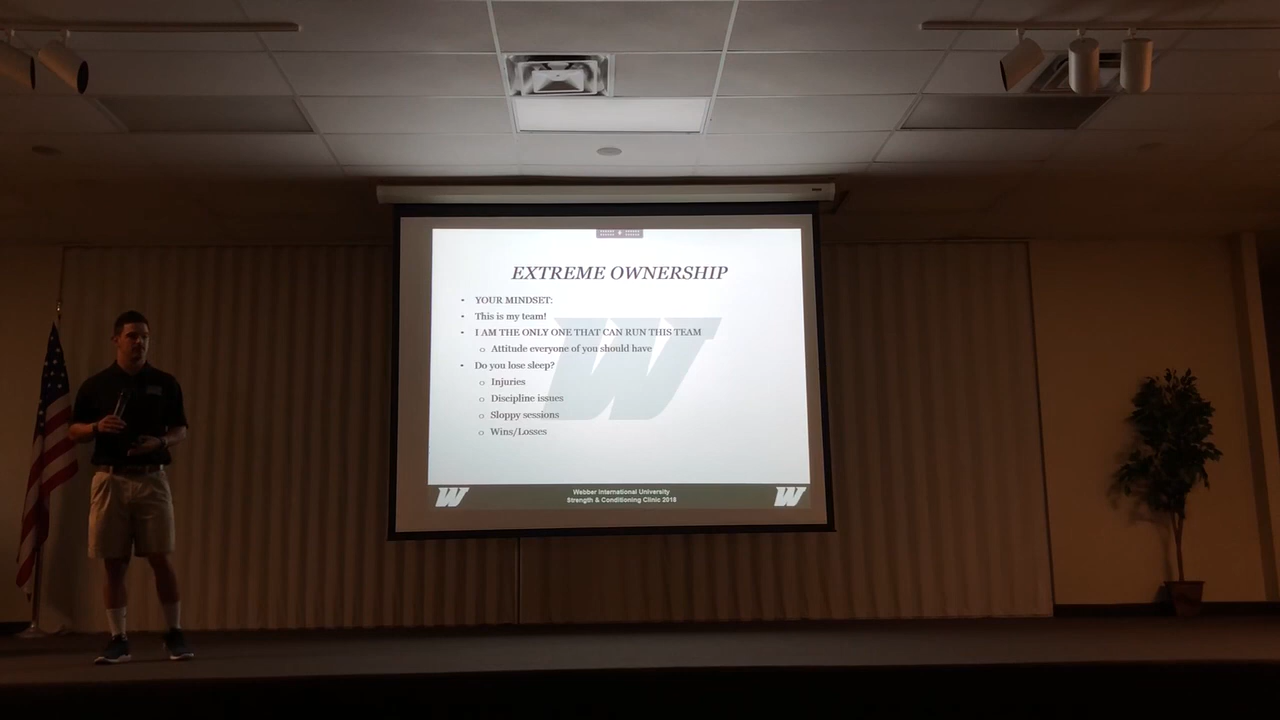 EXTREME OWNERSHIP
• YOUR MINDSET:
• This is my team!
• I AM THE ONLY ONE THAT CAN RUN THIS TEAM
o Attitude everyone of you should have
• Do you lose sleep?
o Injuries
o Discipline issues
o Sloppy sessions
o Wins/Losses
W
W
Webber International University
Strength & Conditioning Clinic 2018
W